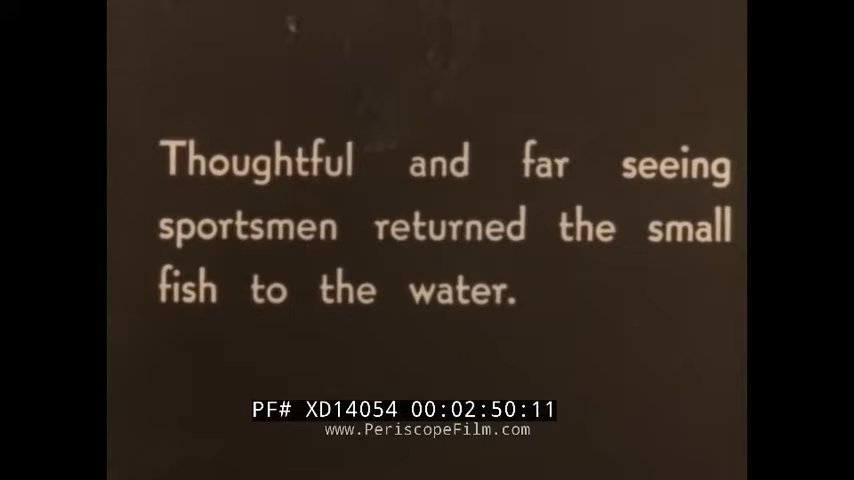 Thoughtful and far seeing
sportsmen returned the small
fish to the water.
PF# XD14054 00:02:50:11
www.PeriscopeFilm.com